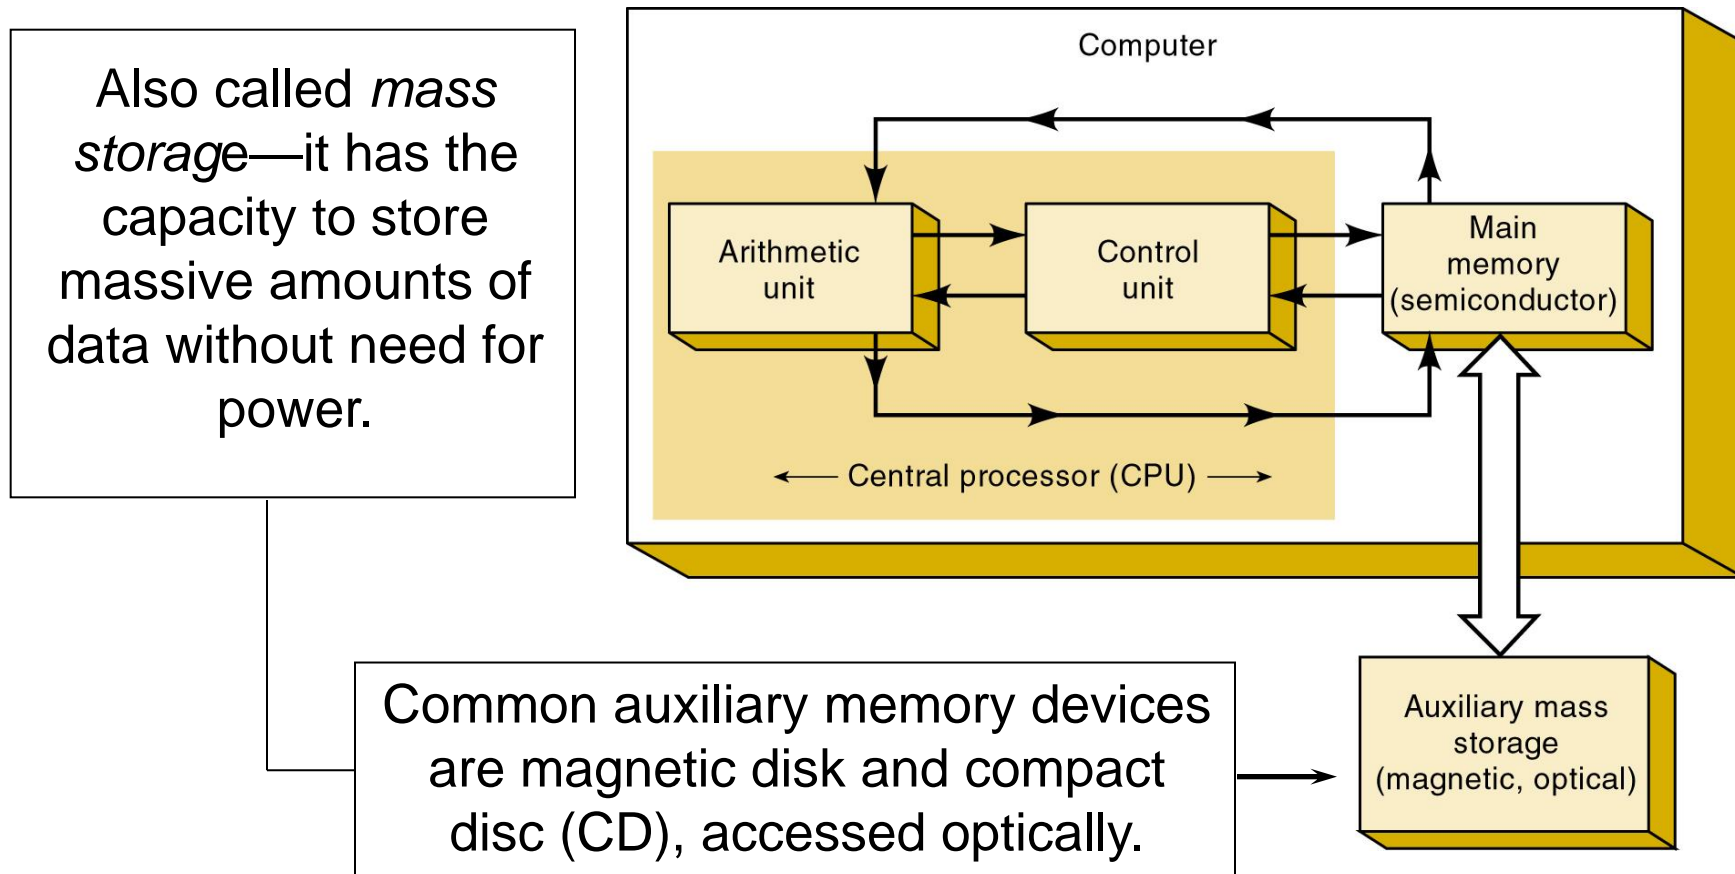 Also called mass
storage—it has the
capacity to store
massive amounts of
data without need for
power.
Computer
Arithmetic
unit
Control
unit
Main
memory
(semiconductor)
Central processor (CPU)
Common auxiliary memory devices
are magnetic disk and compact
disc (CD), accessed optically.
Auxiliary mass
storage
(magnetic, optical)